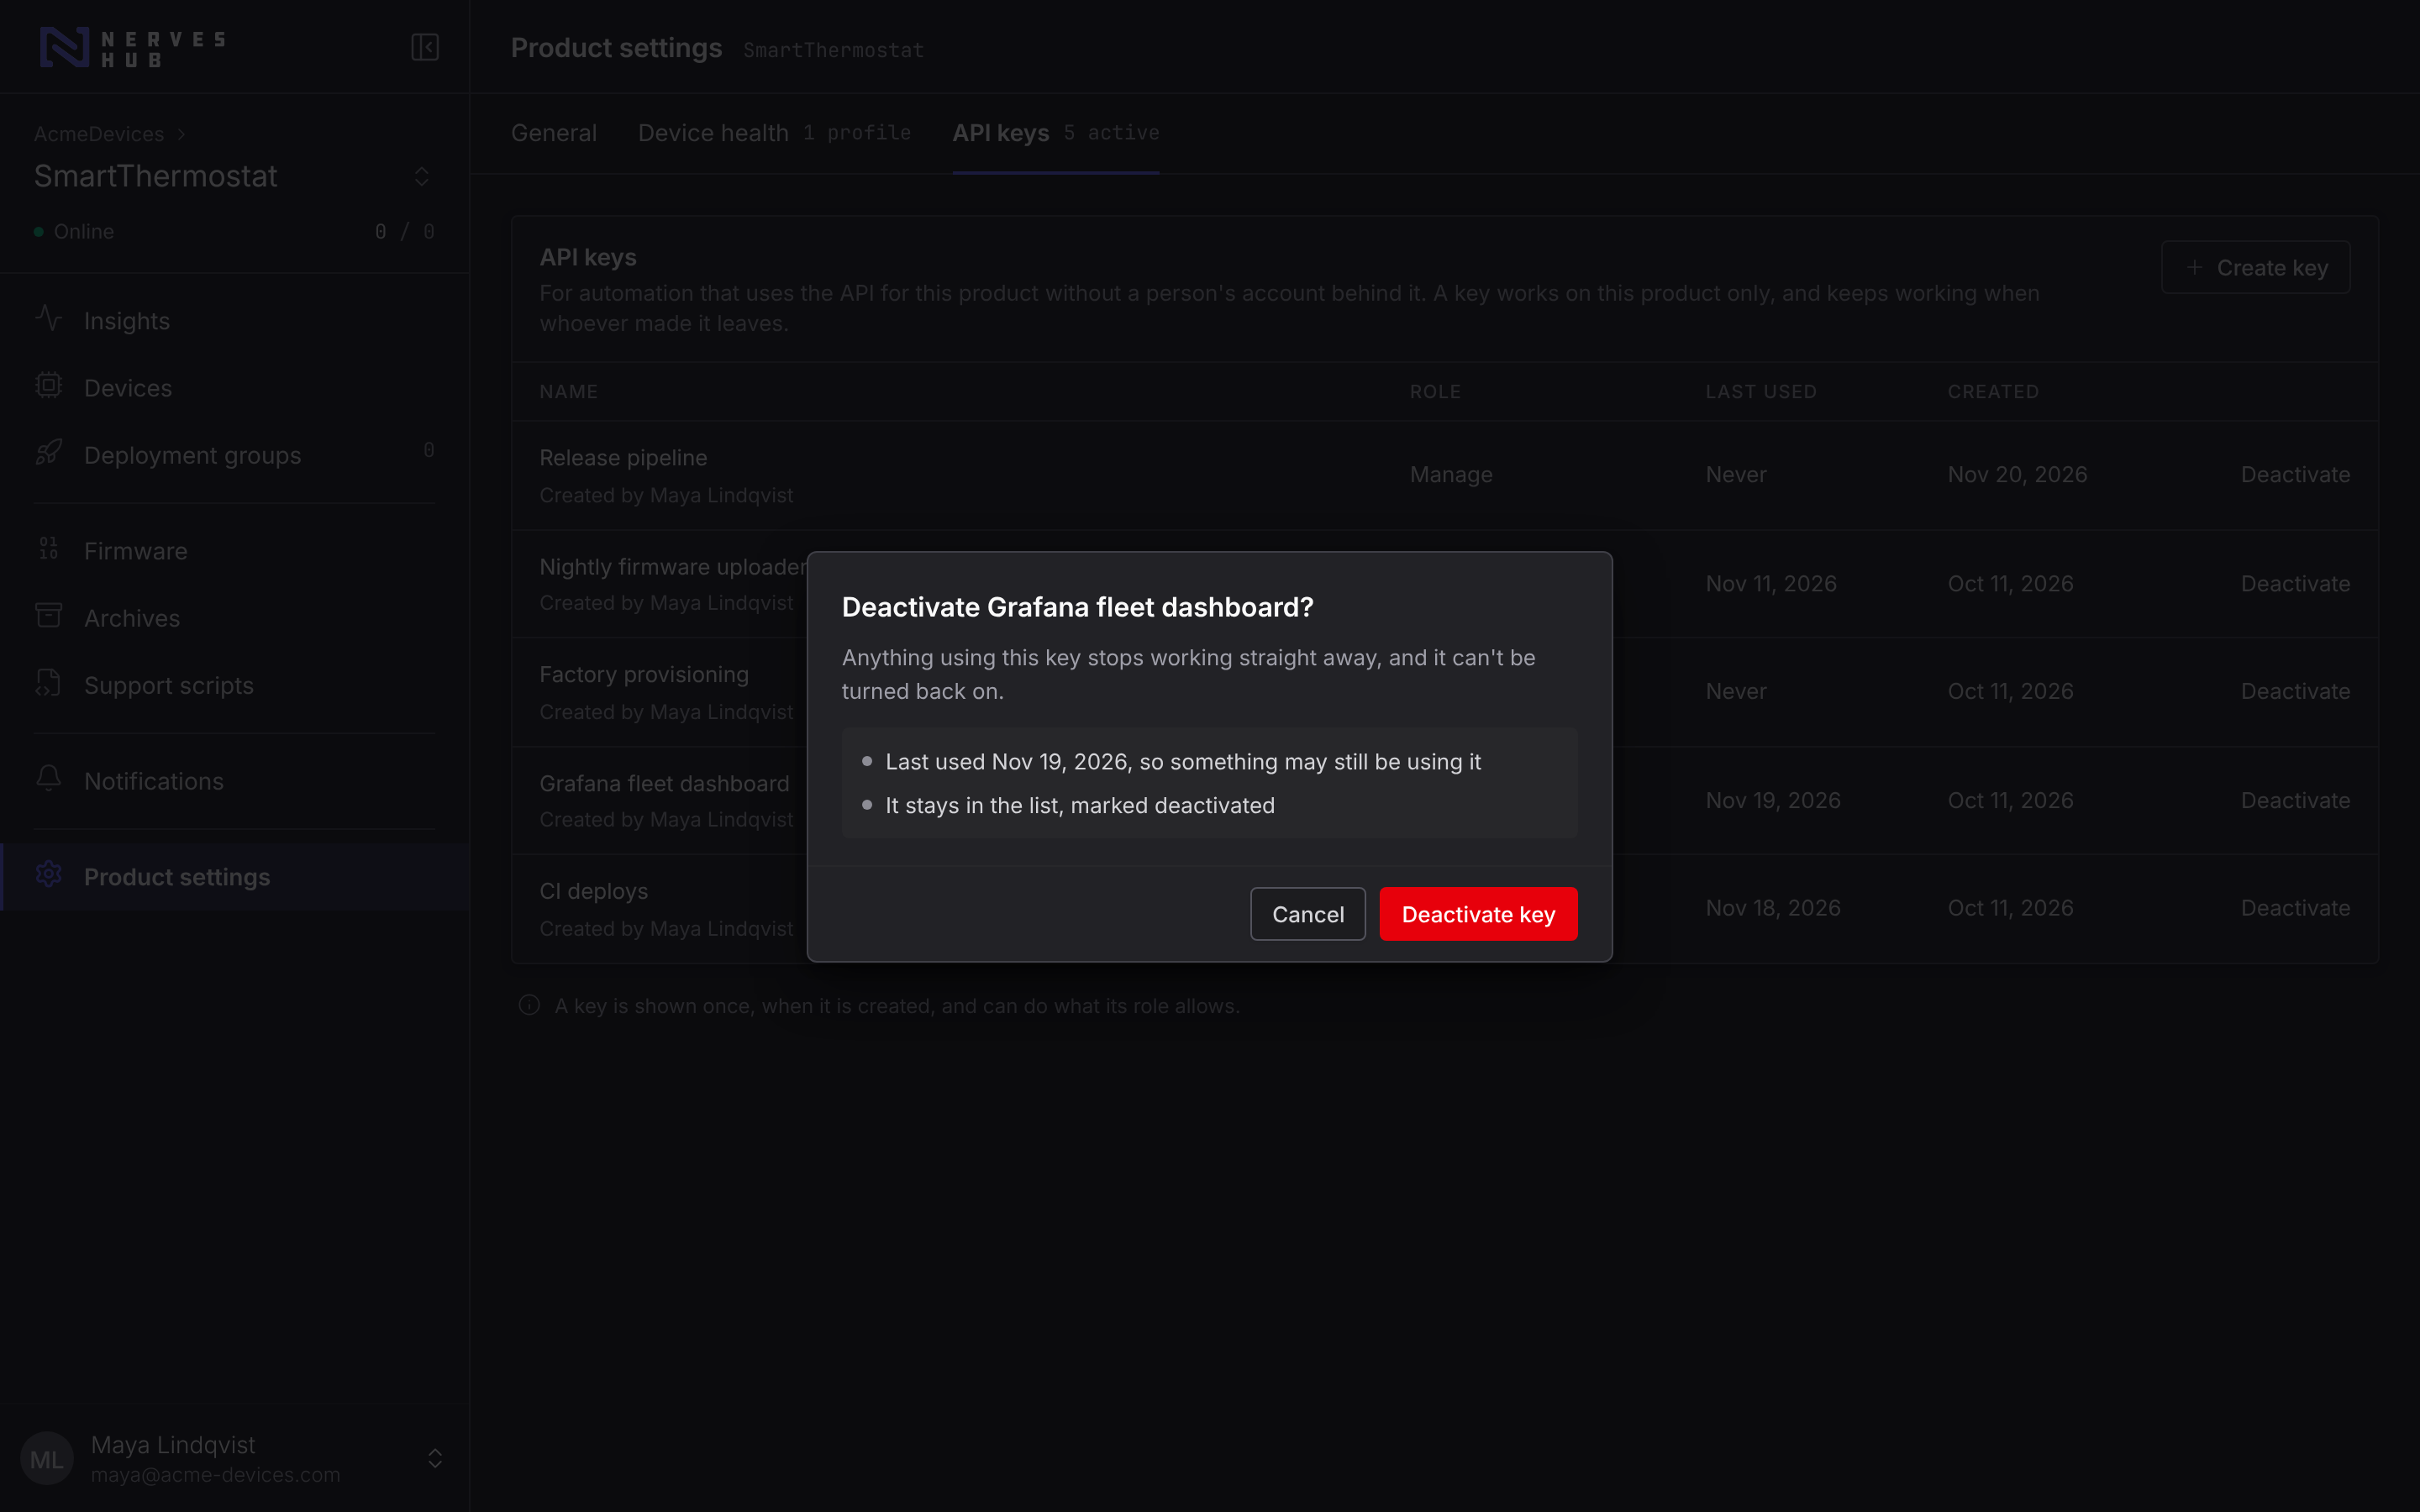 NERVES
HUB
AcmeDevices
SmartThermostat
Online
0 / 0
Insights
Devices
Deployment groups
0
Firmware
Archives
Support scripts
Notifications
Product settings
ML
Maya Lindqvist
maya@acme-devices.com
Product settings SmartThermostat
General Device health 1 profile API keys 5 active
API keys
For automation that uses the API for this product without a person's account behind it. A key works on this product only, and keeps working when
whoever made it leaves.
Create key
NAME ROLE LAST USED CREATED
Release pipeline
Created by Maya Lindqvist
Manage Never Nov 20, 2026 Deactivate
Nightly firmware uploader
Created by Maya Lindqvist
Nov 11, 2026 Oct 11, 2026 Deactivate
Factory provisioning
Created by Maya Lindqvist
Never Oct 11, 2026 Deactivate
Grafana fleet dashboard
Created by Maya Lindqvist
Nov 19, 2026 Oct 11, 2026 Deactivate
CI deploys
Created by Maya Lindqvist
Nov 18, 2026 Oct 11, 2026 Deactivate
A key is shown once, when it is created, and can do what its role allows.
Deactivate Grafana fleet dashboard?
Anything using this key stops working straight away, and it can't be
turned back on.
Last used Nov 19, 2026, so something may still be using it
It stays in the list, marked deactivated
Cancel
Deactivate key